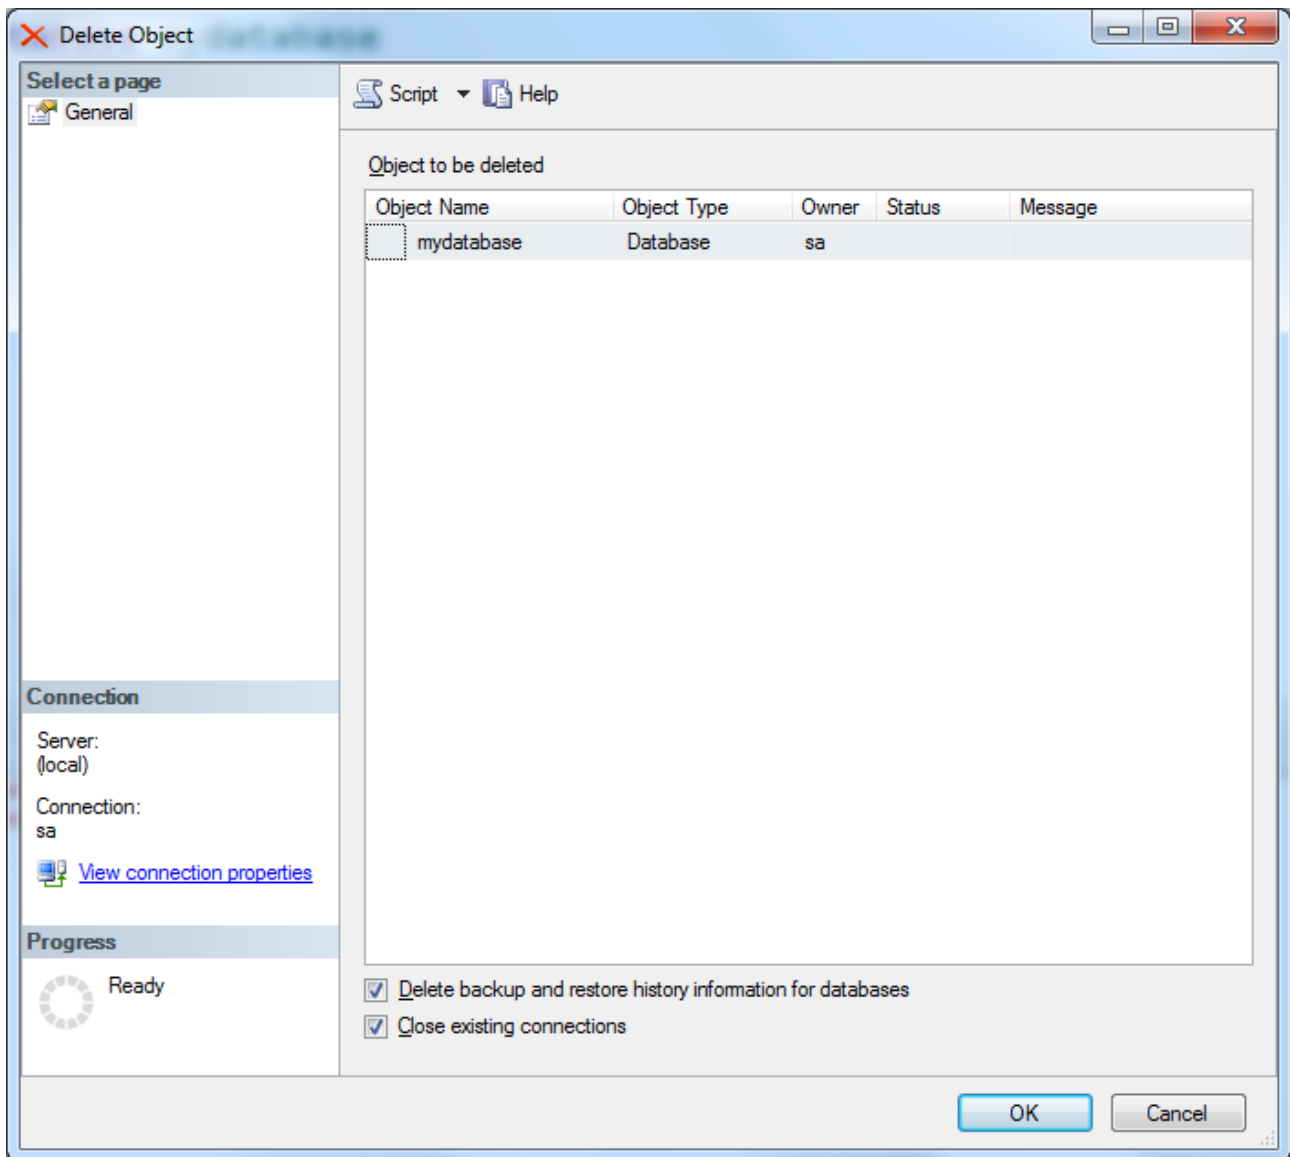 Delete Object
Select a page
General
Script
Help
Object to be deleted
Object Name Object Type Owner Status Message
mydatabase Database sa
Connection
Server:
(local)
Connection:
sa
View connection properties
Progress
Ready
Delete backup and restore history information for databases
Close existing connections
OK Cancel